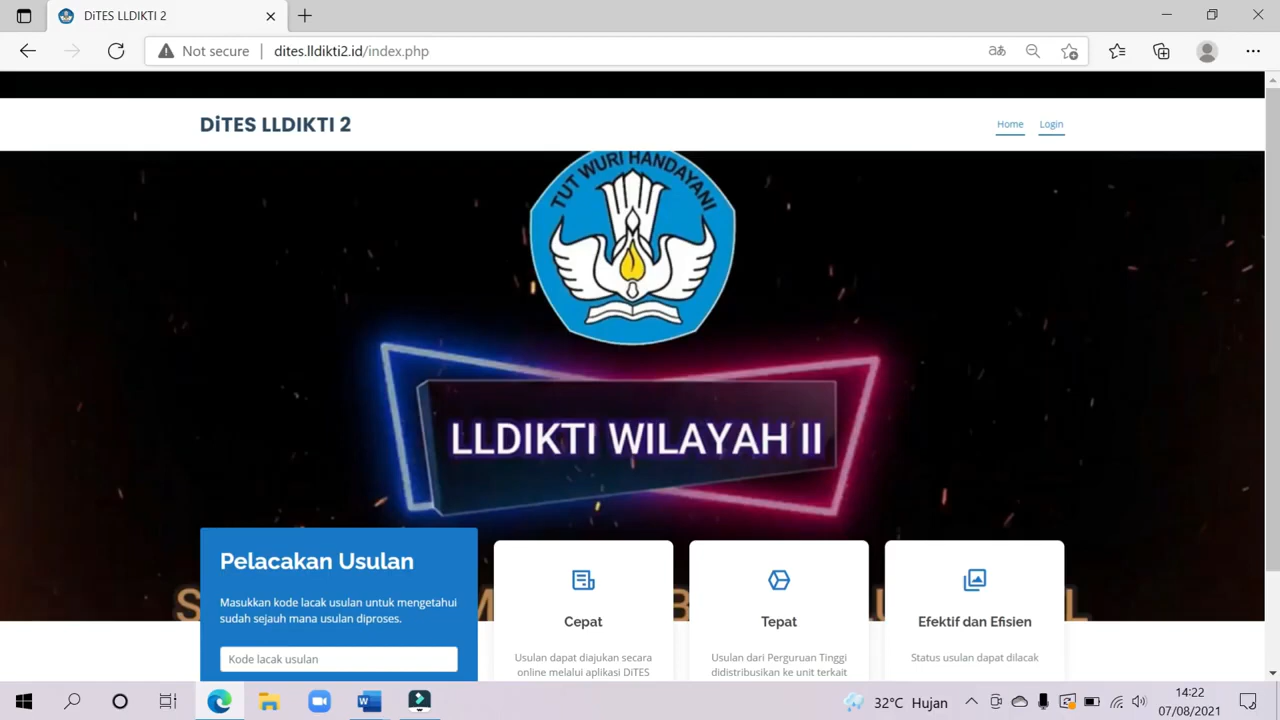 DiTES LLDIKTI 2
Not secure
dites.lldikti2.id/index.php
DiTES LLDIKTI 2
Home
Login
TUT WURI HANDAYANI
LLDIKTI WILAYAH II
Pelacakan Usulan
Masukkan kode lacak usulan untuk mengetahui
sudah sejauh mana usulan diproses.
Kode lacak usulan
Cepat
Usulan dapat diajukan secara
online melalui aplikasi DiTES
Tepat
Usulan dari Perguruan Tinggi
didistribusikan ke unit terkait
Efektif dan Efisien
Status usulan dapat dilacak
32°C Hujan
14:22
07/08/2021